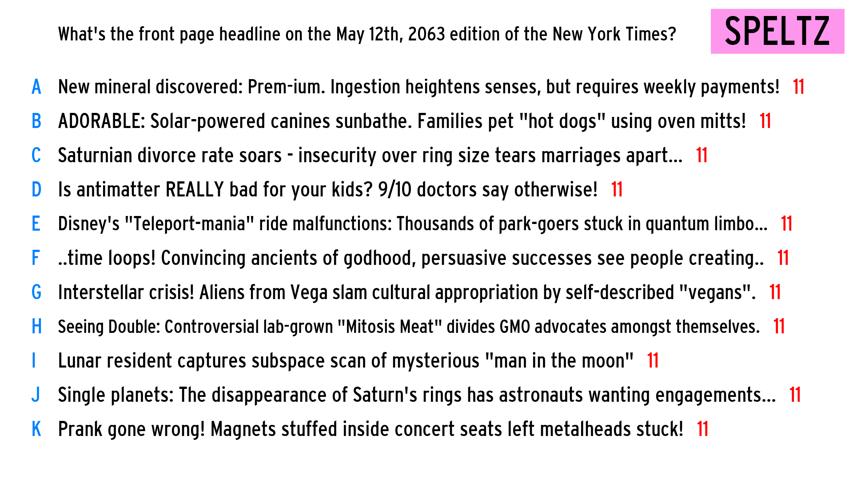 What's the front page headline on the May 12th, 2063 edition of the New York Times?
SPELTZ
A New mineral discovered: Prem-ium. Ingestion heightens senses, but requires weekly payments! 11
B ADORABLE: Solar-powered canines sunbathe. Families pet "hot dogs" using oven mitts! 11
C Saturnian divorce rate soars - insecurity over ring size tears marriages apart... 11
D Is antimatter REALLY bad for your kids? 9/10 doctors say otherwise! 11
E Disney's "Teleport-mania" ride malfunctions: Thousands of park-goers stuck in quantum limbo... 11
F ..time loops! Convincing ancients of godhood, persuasive successes see people creating.. 11
G Interstellar crisis! Aliens from Vega slam cultural appropriation by self-described "vegans". 11
H Seeing Double: Controversial lab-grown "Mitosis Meat" divides GMO advocates amongst themselves. 11
I Lunar resident captures subspace scan of mysterious "man in the moon" 11
J Single planets: The disappearance of Saturn's rings has astronauts wanting engagements... 11
K Prank gone wrong! Magnets stuffed inside concert seats left metalheads stuck! 11